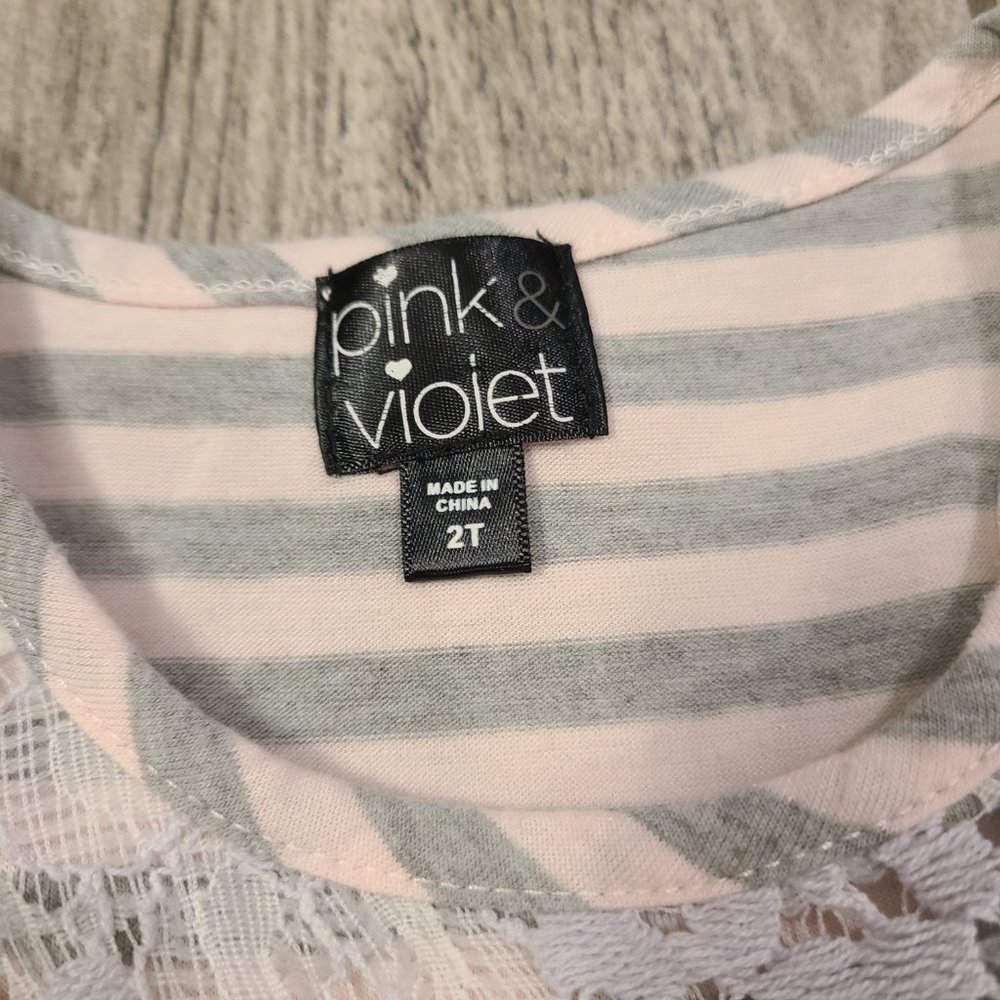 pink &
violet
MADE IN
CHINA
2T